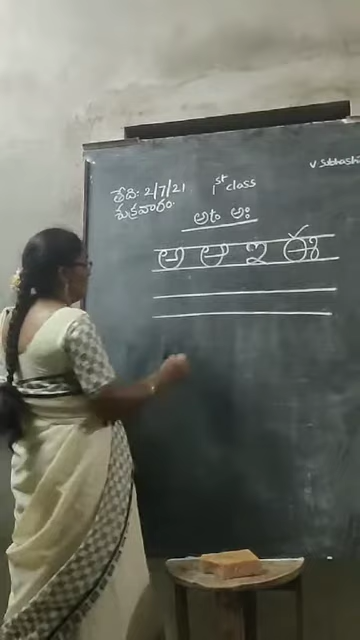 తేది: 2/7/21 1st class
శుక్రవారం.
అం అః
అ ఆ ఇ ఈ